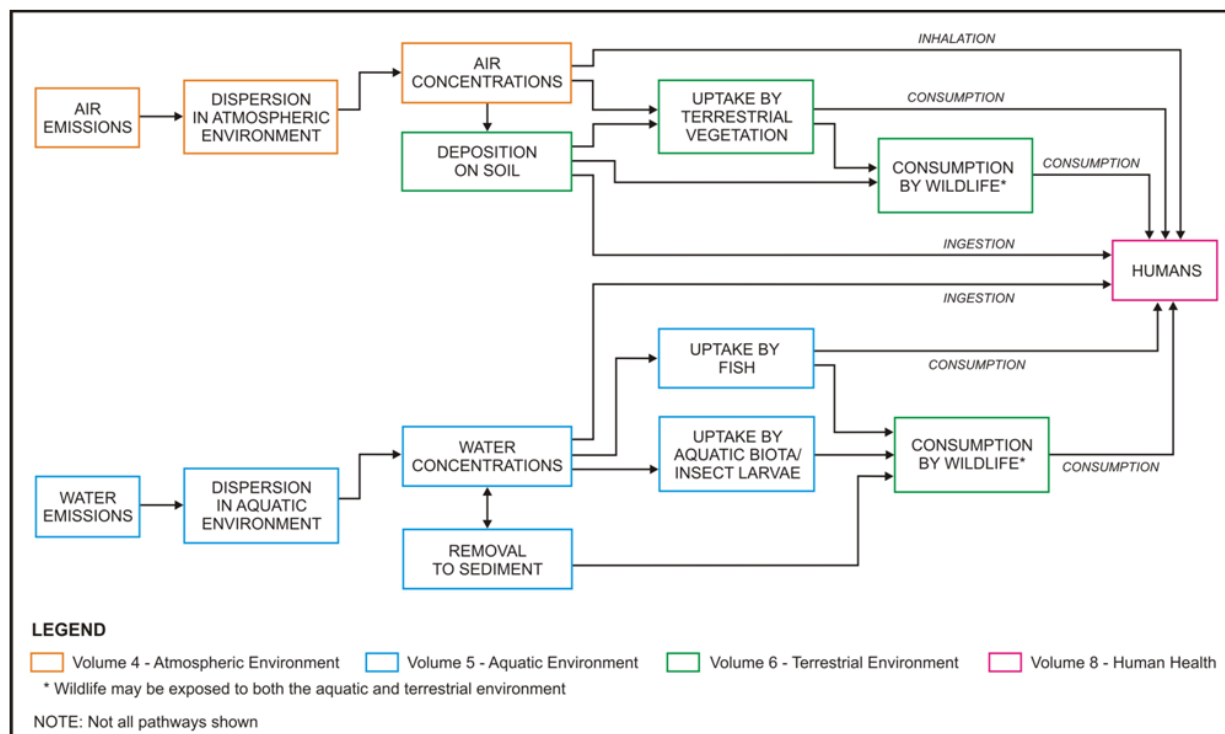 INHALATION
AIR
CONCENTRATIONS
AIR
EMISSIONS
DISPERSION
IN ATMOSPHERIC
ENVIRONMENT
UPTAKE BY
TERRESTRIAL
VEGETATION
CONSUMPTION
DEPOSITION
ON SOIL
CONSUMPTION
BY WILDLIFE*
CONSUMPTION
INGESTION
HUMANS
INGESTION
UPTAKE BY
FISH
CONSUMPTION
WATER
CONCENTRATIONS
UPTAKE BY
AQUATIC BIOTA/
INSECT LARVAE
CONSUMPTION
BY WILDLIFE*
CONSUMPTION
WATER
EMISSIONS
DISPERSION
IN AQUATIC
ENVIRONMENT
REMOVAL
TO SEDIMENT
LEGEND
Volume 4 - Atmospheric Environment
Volume 5 - Aquatic Environment
Volume 6 - Terrestrial Environment
Volume 8 - Human Health
* Wildlife may be exposed to both the aquatic and terrestrial environment
NOTE: Not all pathways shown